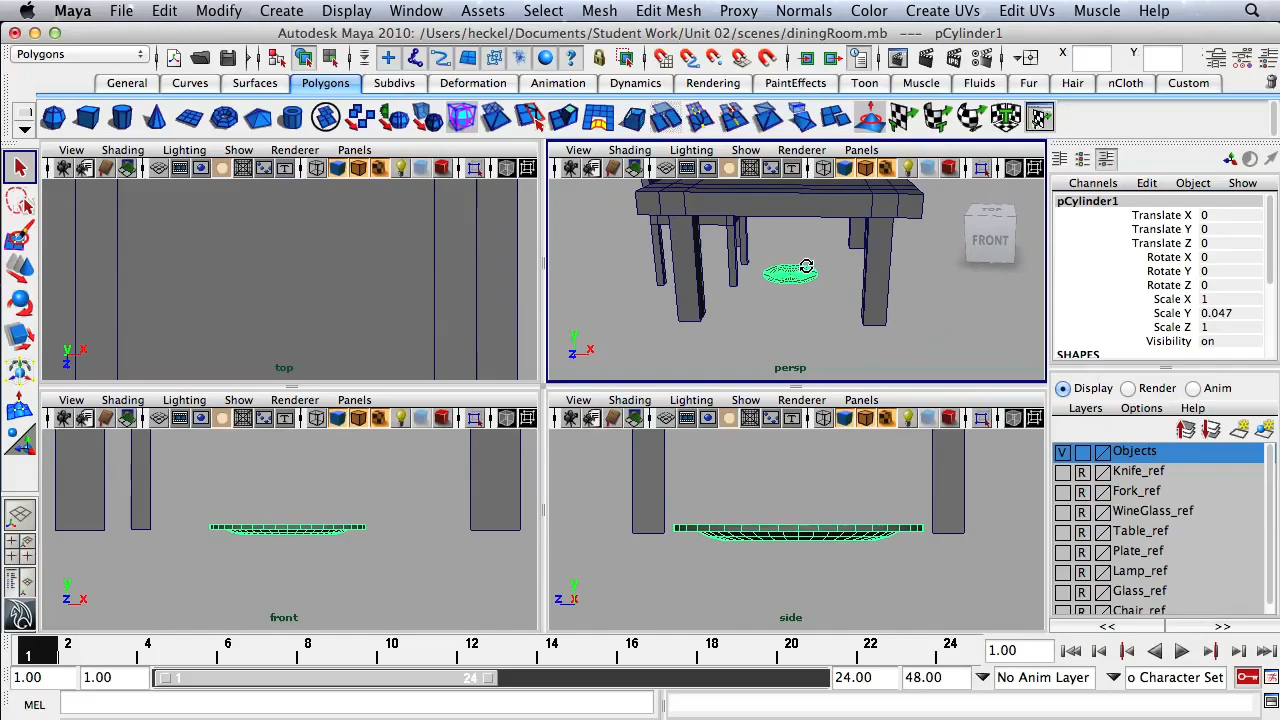 Maya File Edit Modify Create Display Window Assets Select Mesh Edit Mesh Proxy Normals Color Create UVs Edit UVs Muscle Help
Autodesk Maya 2010: /Users/heckel/Documents/Student Work/Unit 02/scenes/diningRoom.mb --- pCylinder1
Polygons X Y
General Curves Surfaces Polygons Subdivs Deformation Animation Dynamics Rendering PaintEffects Toon Muscle Fluids Fur Hair nCloth Custom
View Shading Lighting Show Renderer Panels
View Shading Lighting Show Renderer Panels
Channels Edit Object Show
pCylinder1
Translate X 0
Translate Y 0
Translate Z 0
Rotate X 0
Rotate Y 0
Rotate Z 0
Scale X 1
Scale Y 0.047
Scale Z 1
Visibility on
SHAPES
TOP
FRONT
y x
z
top
y
z x
persp
View Shading Lighting Show Renderer Panels
View Shading Lighting Show Renderer Panels
Display Render Anim
Layers Options Help
V Objects
R Knife_ref
R Fork_ref
R WineGlass_ref
R Table_ref
R Plate_ref
R Lamp_ref
R Glass_ref
R Chair_ref
y
z x
front
y
z x
side
<< >>
1 2 4 6 8 10 12 14 16 18 20 22 24 1.00
1.00 1.00 1 24 24.00 48.00 No Anim Layer o Character Set
MEL